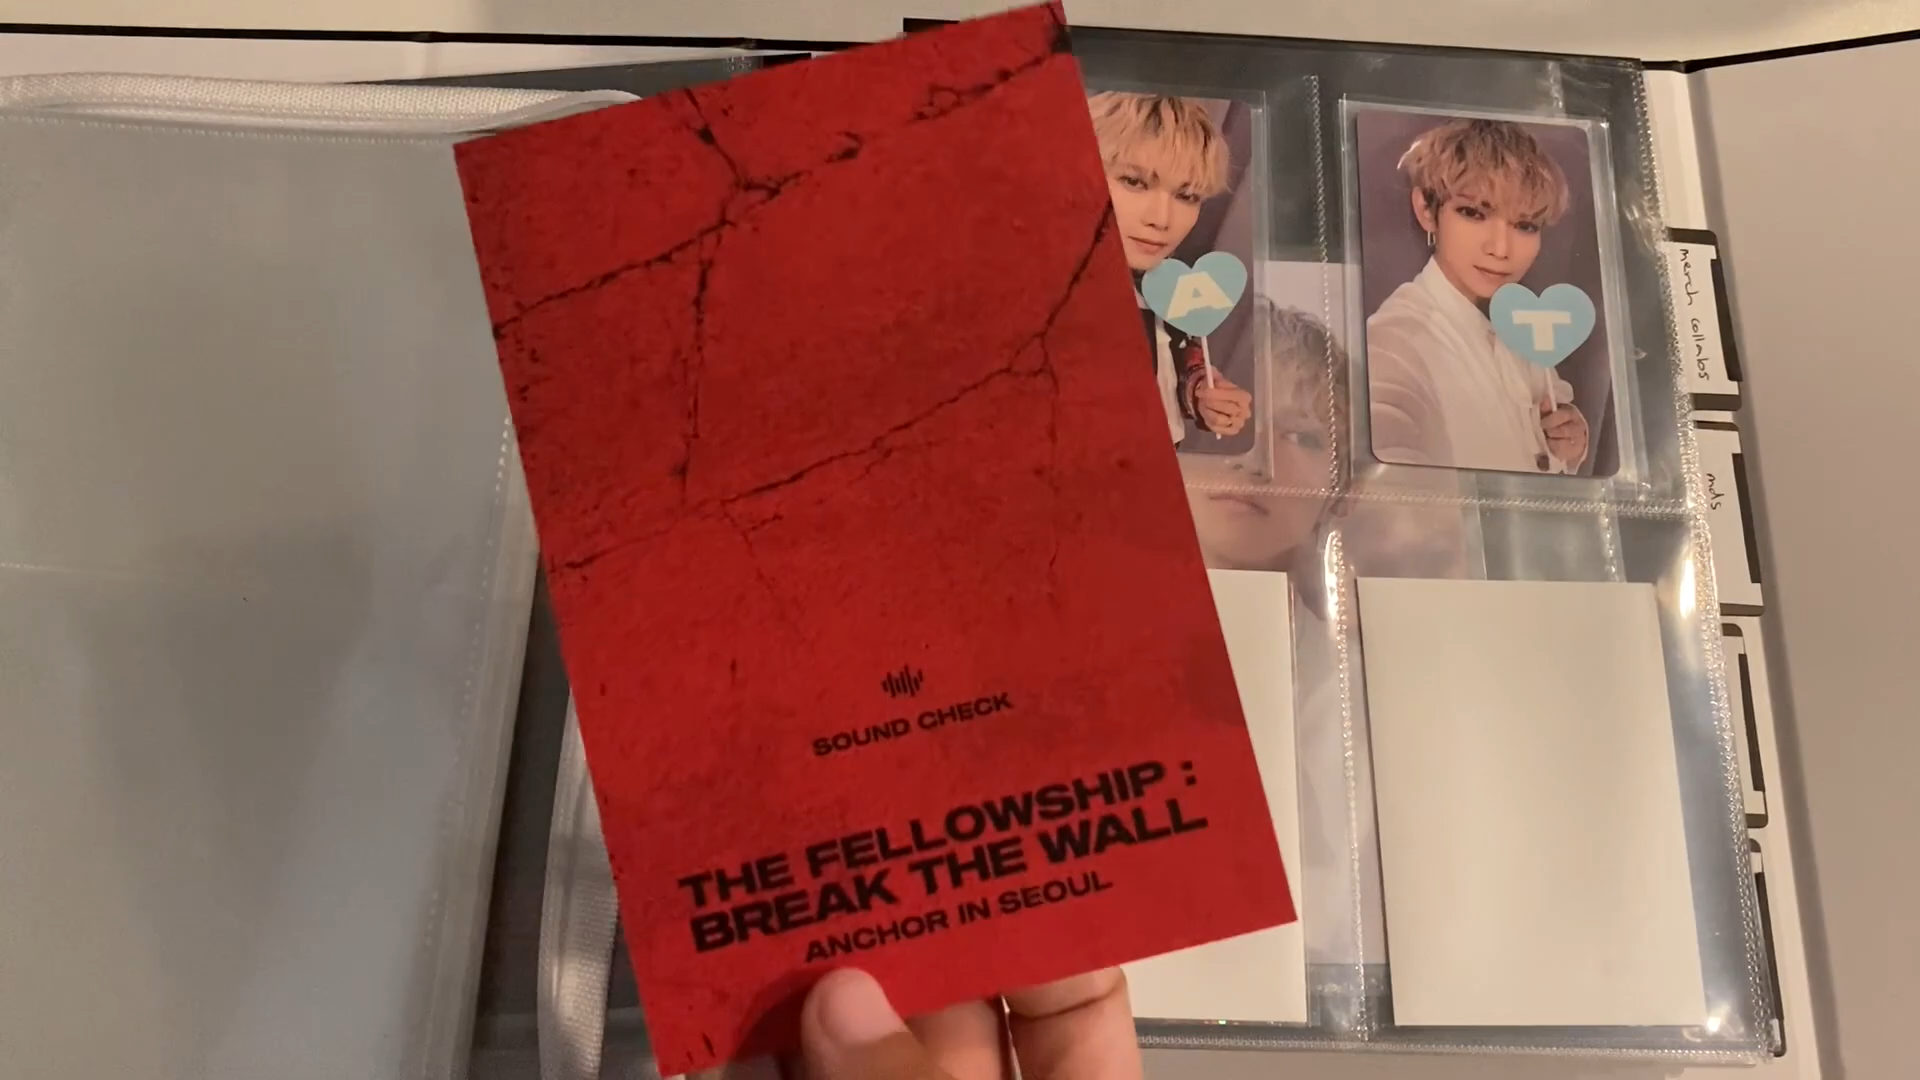 SOUND CHECK
THE FELLOWSHIP :
BREAK THE WALL
ANCHOR IN SEOUL
A
T
merch collabs
mds